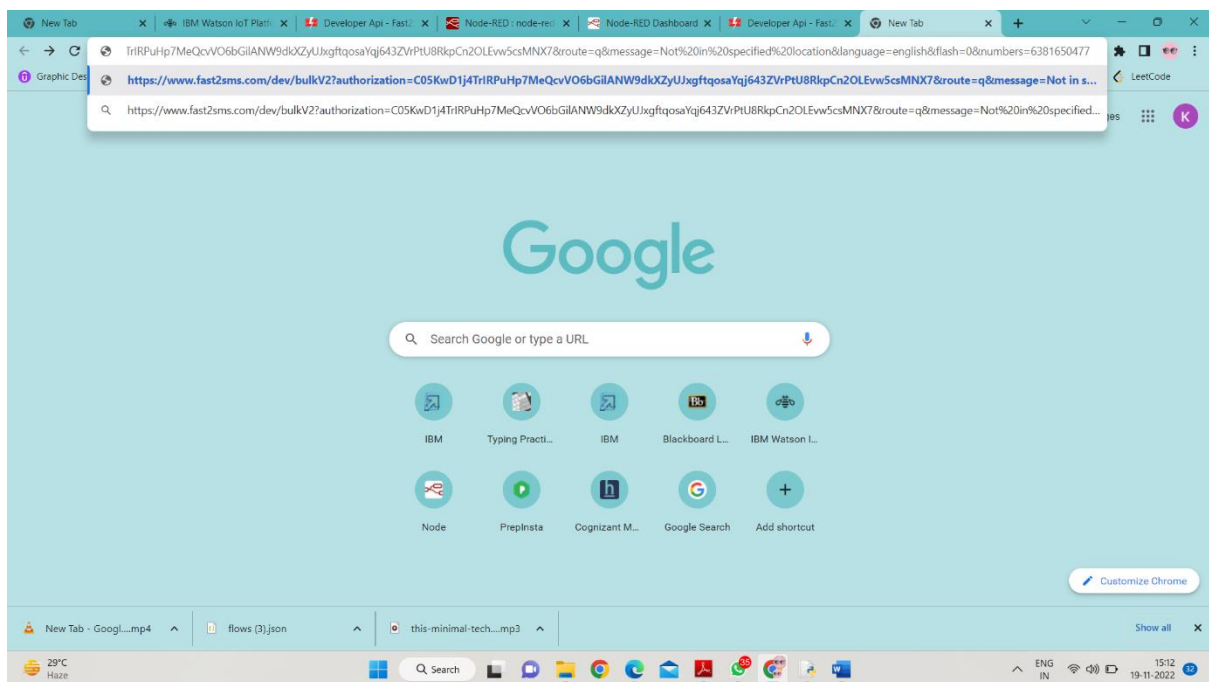 New Tab
IBM Watson IoT Platf
Developer Api - Fast2
Node-RED : node-red
Node-RED Dashboard
Developer Api - Fast2
New Tab
TrIRPuHp7MeQcvVO6bGilANW9dkXZyUJxgftqosaYqj643ZVrPtU8RkpCn2OLEvw5csMNX7&route=q&message=Not%20in%20specified%20location&language=english&flash=0&numbers=6381650477
Graphic Des
https://www.fast2sms.com/dev/bulkV2?authorization=C05KwD1j4TrIRPuHp7MeQcvVO6bGilANW9dkXZyUJxgftqosaYqj643ZVrPtU8RkpCn2OLEvw5csMNX7&route=q&message=Not in s...
LeetCode
https://www.fast2sms.com/dev/bulkV2?authorization=C05KwD1j4TrIRPuHp7MeQcvVO6bGilANW9dkXZyUJxgftqosaYqj643ZVrPtU8RkpCn2OLEvw5csMNX7&route=q&message=Not%20in%20specified...
ges
K
Google
Search Google or type a URL
Bb
IBM
Typing Practi...
IBM
Blackboard L...
IBM Watson I...
Node
PrepInsta
Cognizant M...
Google Search
Add shortcut
Customize Chrome
New Tab - Googl....mp4
flows (3).json
this-minimal-tech....mp3
Show all
29°C
Haze
Search
35
ENG
IN
15:12
19-11-2022
32